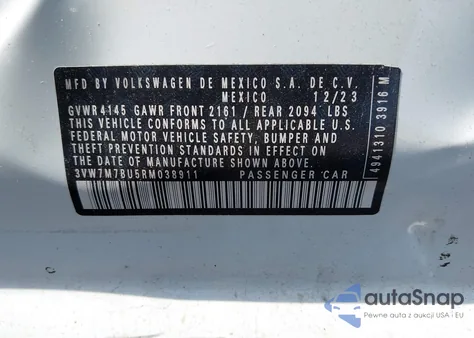 MFD BY VOLKSWAGEN DE MEXICO S.A. DE C.V.
MEXICO 12/23
GVWR 4145 GAWR FRONT 2161 / REAR 2094 LBS
THIS VEHICLE CONFORMS TO ALL APPLICABLE U.S.
FEDERAL MOTOR VEHICLE SAFETY, BUMPER AND
THEFT PREVENTION STANDARDS IN EFFECT ON
THE DATE OF MANUFACTURE SHOWN ABOVE.
3VW7M7BU5RM038911 PASSENGER CAR
4941310 3916 M
autoSnap
Pewne auta z aukcji USA i EU